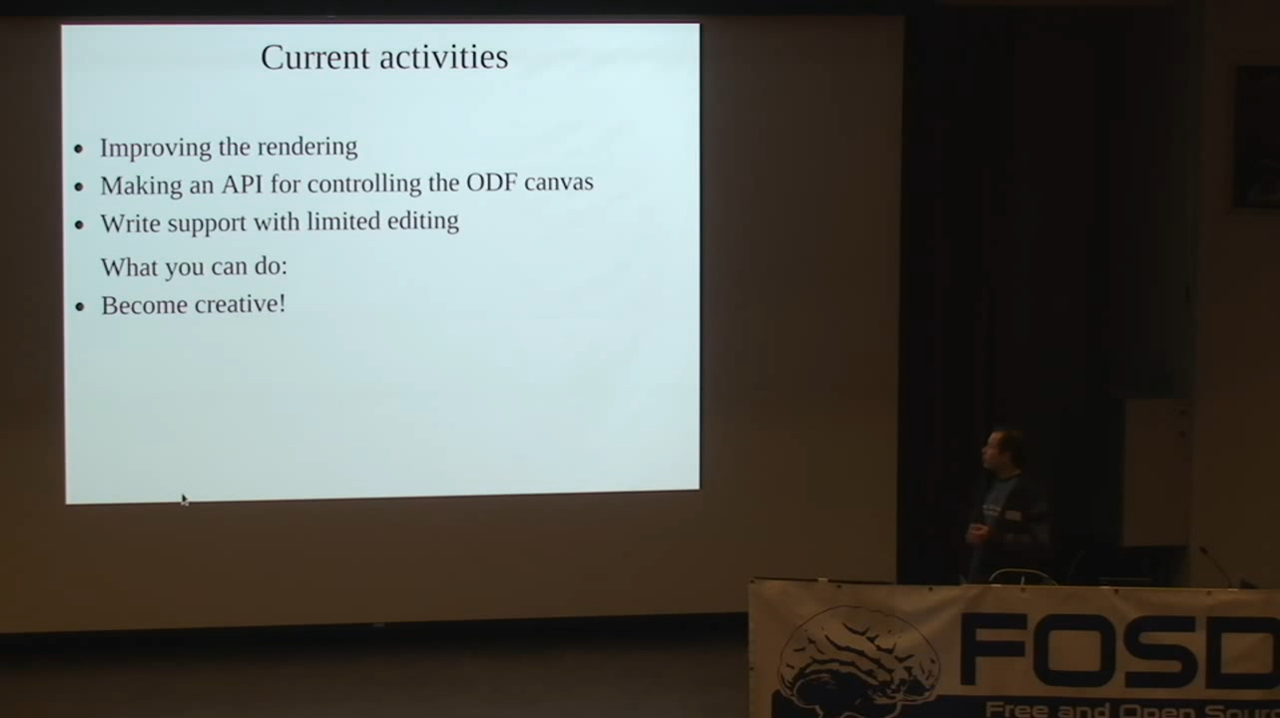 Current activities
Improving the rendering
Making an API for controlling the ODF canvas
Write support with limited editing
What you can do:
Become creative!
FOSD
Free and Open Sour